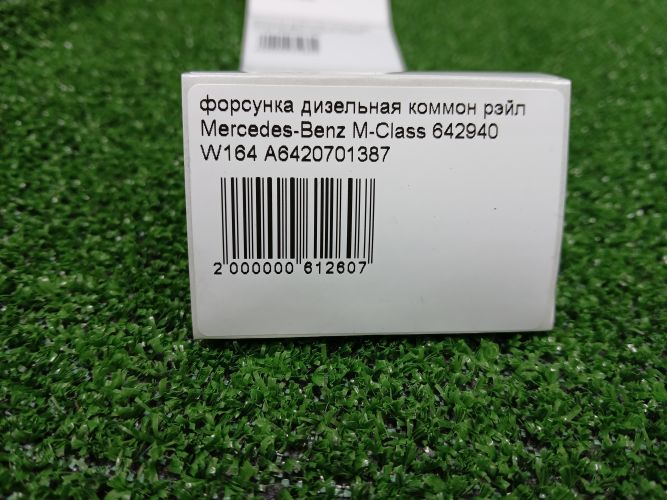 форсунка дизельная коммон рэйл
Mercedes-Benz M-Class 642940
W164 A6420701387
2 000000 612607